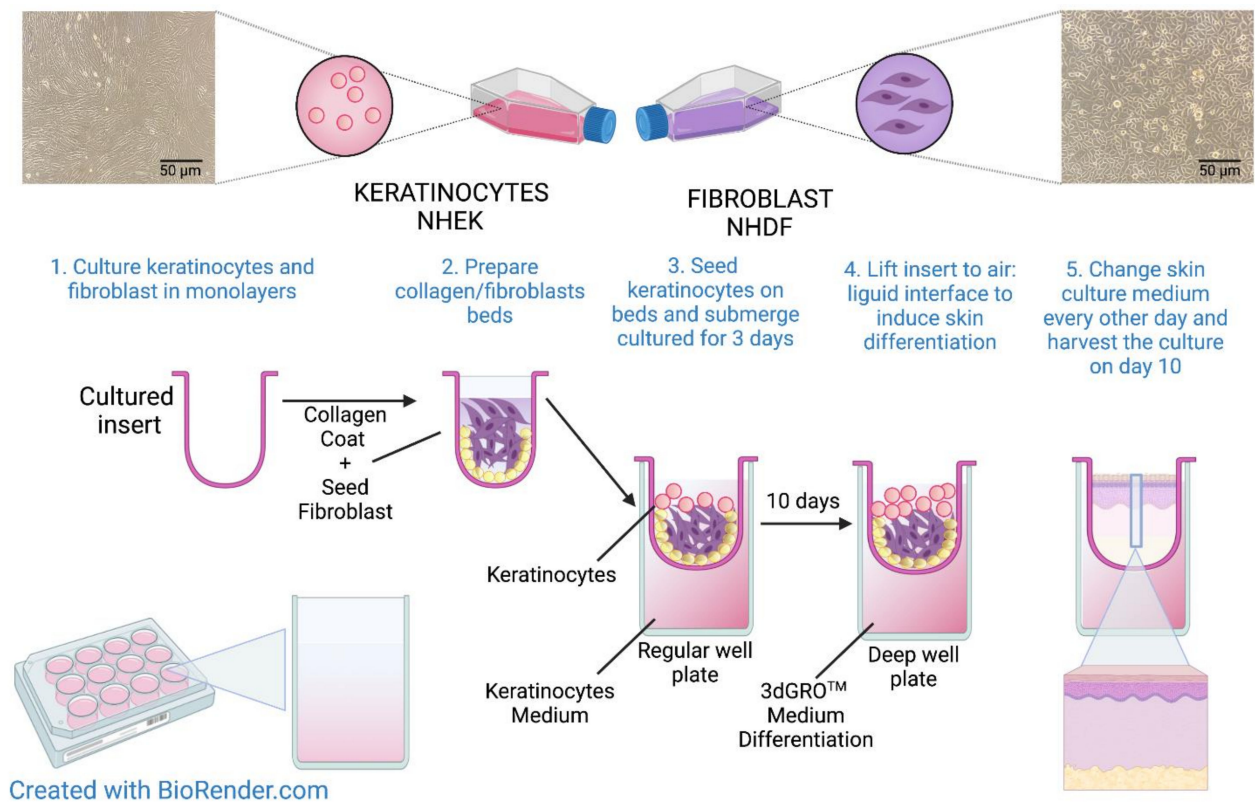 50 µm
50 µm
KERATINOCYTES
NHEK
FIBROBLAST
NHDF
1. Culture keratinocytes and
fibroblast in monolayers
2. Prepare
collagen/fibroblasts
beds
3. Seed
keratinocytes on
beds and submerge
cultured for 3 days
4. Lift insert to air:
liguid interface to
induce skin
differentiation
5. Change skin
culture medium
every other day and
harvest the culture
on day 10
Cultured
insert
Collagen
Coat
+
Seed
Fibroblast
10 days
Keratinocytes
Keratinocytes
Medium
Regular well
plate
Deep well
plate
3dGRO™
Medium
Differentiation
Created with BioRender.com